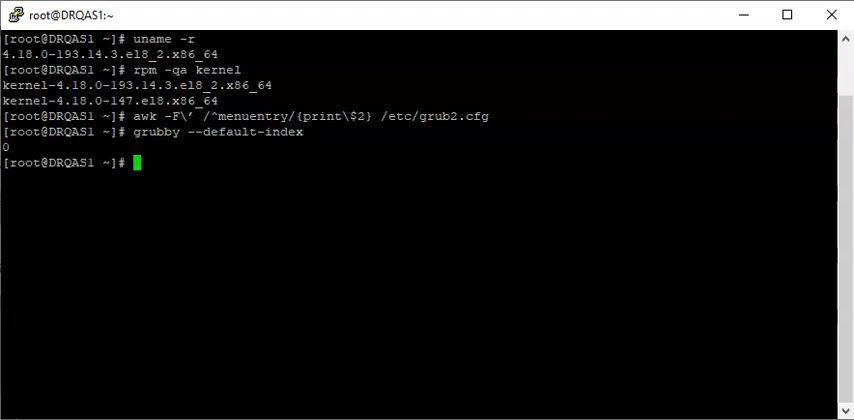 root@DRQAS1:~
[root@DRQAS1 ~]# uname -r
4.18.0-193.14.3.el8_2.x86_64
[root@DRQAS1 ~]# rpm -qa kernel
kernel-4.18.0-193.14.3.el8_2.x86_64
kernel-4.18.0-147.el8.x86_64
[root@DRQAS1 ~]# awk -F\’ /^menuentry/{print\$2} /etc/grub2.cfg
[root@DRQAS1 ~]# grubby --default-index
0
[root@DRQAS1 ~]#